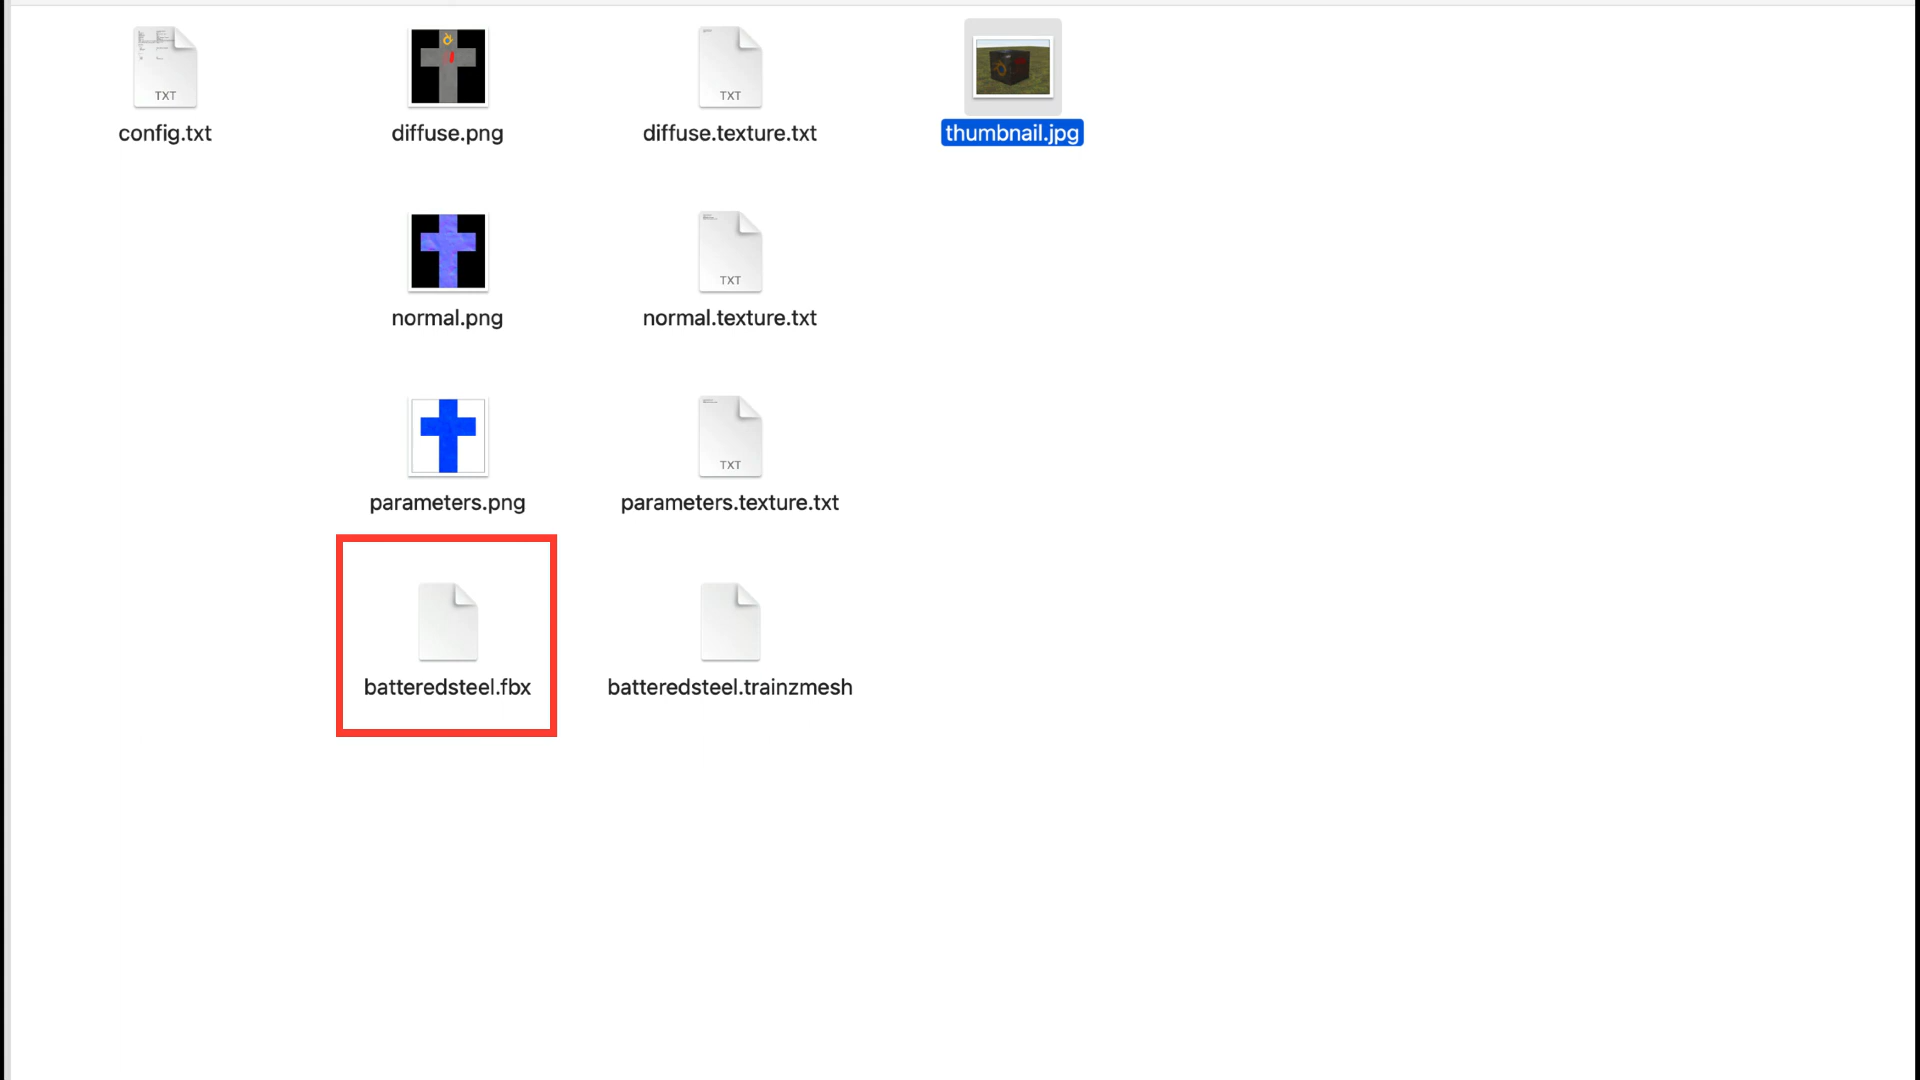 TXT
TXT
config.txt
diffuse.png
diffuse.texture.txt
thumbnail.jpg
TXT
normal.png
normal.texture.txt
TXT
parameters.png
parameters.texture.txt
batteredsteel.fbx
batteredsteel.trainzmesh